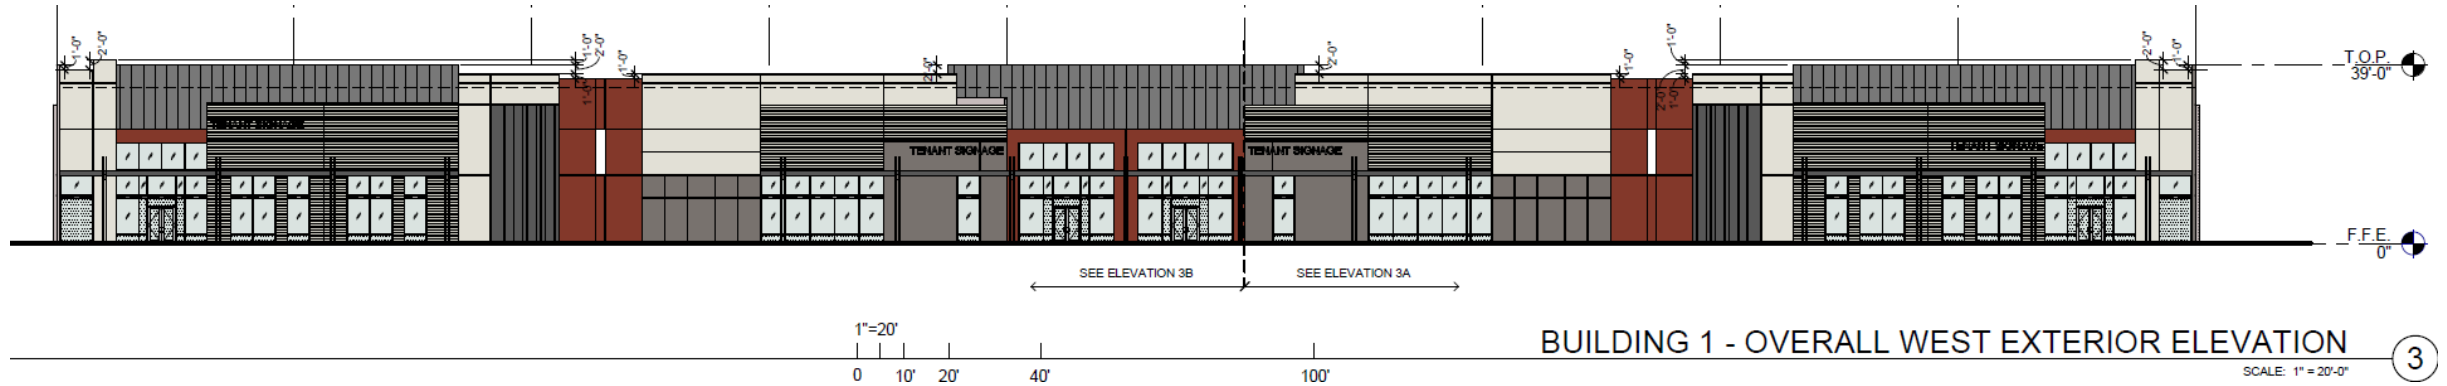 1'-0" 2'-0" 1'-0" 2'-0" 1'-0" 1'-0" 2'-0" 2'-0" 1'-0" 1'-0" 2'-0" 1'-0" 2'-0" 1'-0"
T.O.P.
39'-0"
TENANT SIGNAGE TENANT SIGNAGE TENANT SIGNAGE TENANT SIGNAGE
F.F.E.
0"
SEE ELEVATION 3B SEE ELEVATION 3A
1"=20'
0 10' 20' 40' 100'
BUILDING 1 - OVERALL WEST EXTERIOR ELEVATION
3
SCALE: 1" = 20'-0"